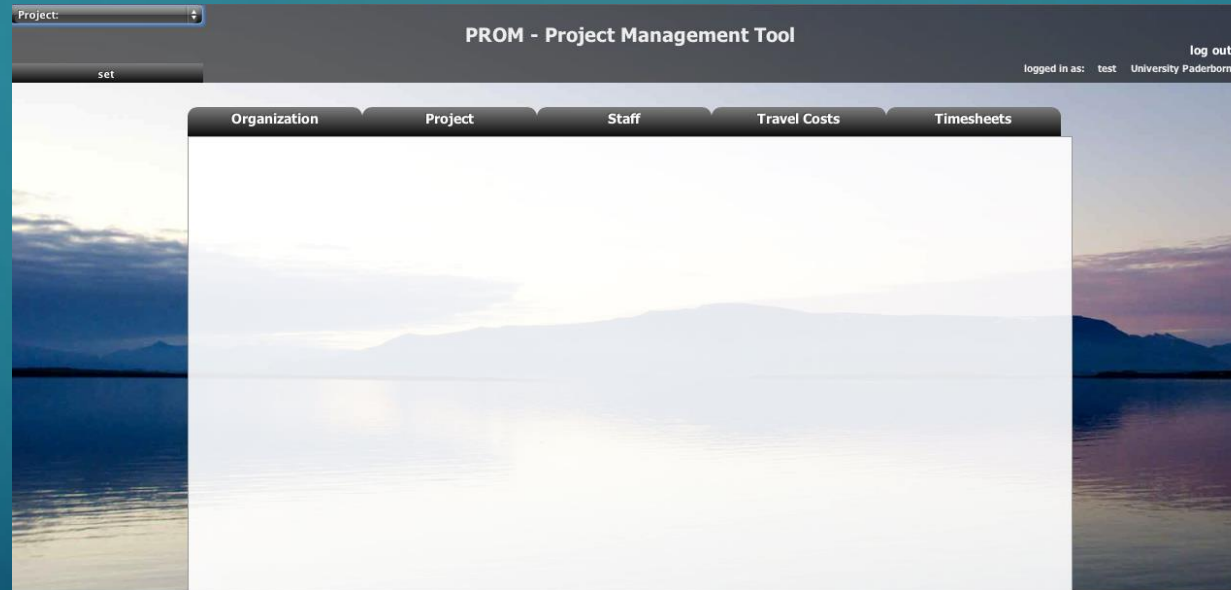 Project:
PROM - Project Management Tool
log out
set
logged in as: test University Paderborn
Organization Project Staff Travel Costs Timesheets